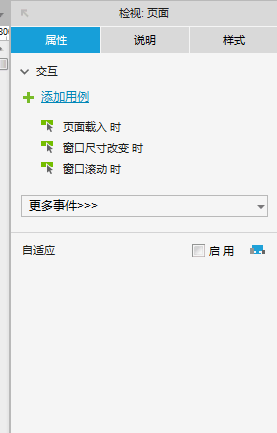 检视: 页面
属性
说明
样式
交互
添加用例
页面载入 时
窗口尺寸改变 时
窗口滚动 时
更多事件>>>
自适应
启用